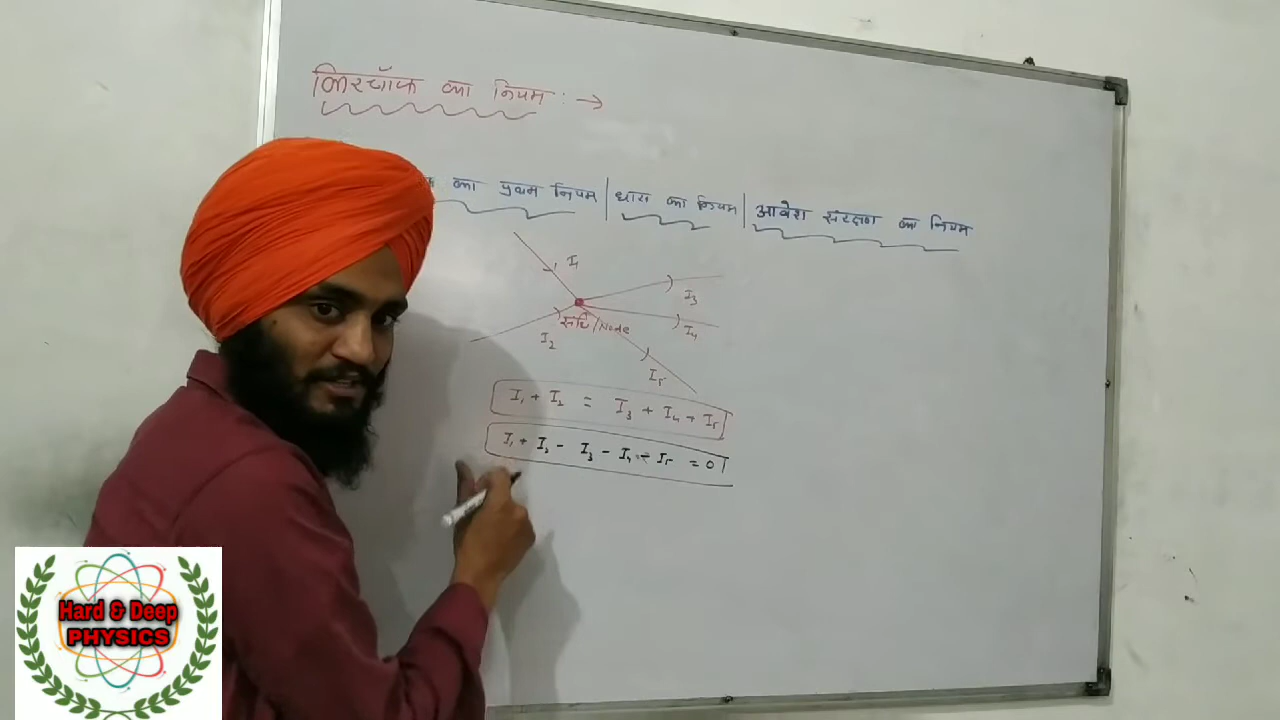 किरचॉफ का नियम : →
का प्रथम नियम | धारा का नियम | आवेश संरक्षण का नियम
I₁
I₃
संधि/Node
I₂
I₄
I₅
I₁ + I₂ = I₃ + I₄ + I₅
I₁ + I₂ - I₃ - I₄ - I₅ = 0
Hard & Deep
PHYSICS